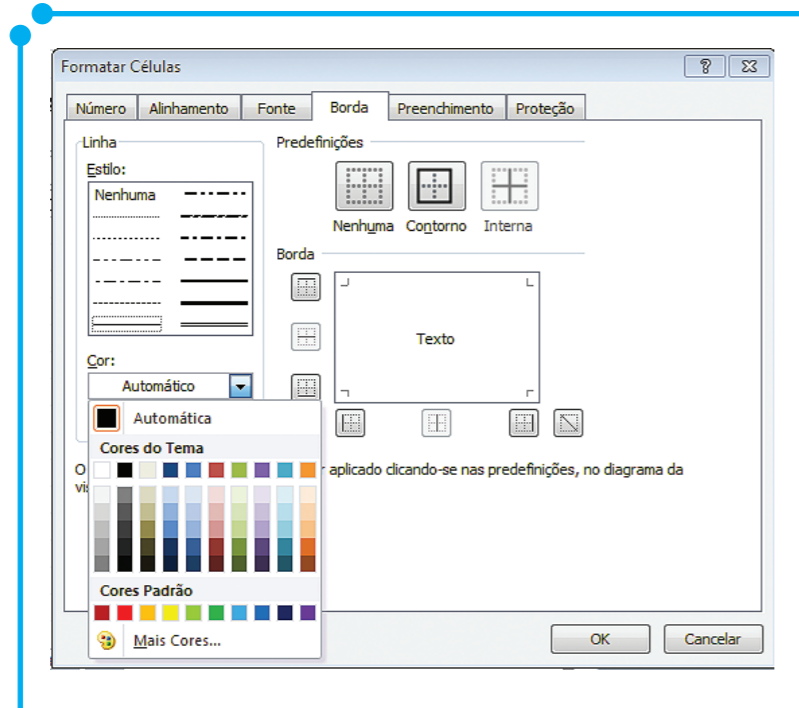 Formatar Células
Número Alinhamento Fonte Borda Preenchimento Proteção
Linha
Estilo:
Nenhuma
Cor:
Automático
Predefinições
Nenhuma Contorno Interna
Borda
Texto
Automática
Cores do Tema
Cores Padrão
Mais Cores...
O
vis
r aplicado clicando-se nas predefinições, no diagrama da
OK Cancelar